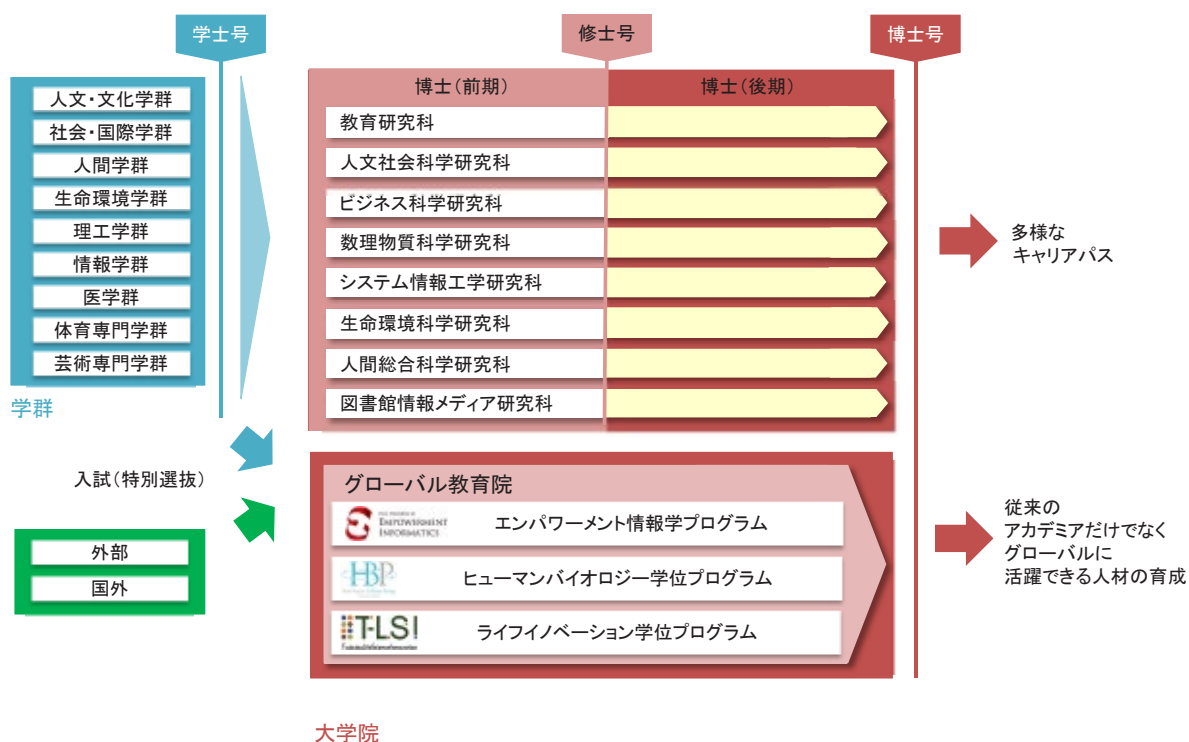 学士号
修士号
博士号
人文・文化学群
社会・国際学群
人間学群
生命環境学群
理工学群
情報学群
医学群
体育専門学群
芸術専門学群
学群
博士(前期)
博士(後期)
教育研究科
人文社会科学研究科
ビジネス科学研究科
数理物質科学研究科
システム情報工学研究科
生命環境科学研究科
人間総合科学研究科
図書館情報メディア研究科
多様な
キャリアパス
入試(特別選抜)
外部
国外
グローバル教育院
EMPOWERMENT
INFORMATICS
エンパワーメント情報学プログラム
HBP
ヒューマンバイオロジー学位プログラム
T-LSI
ライフイノベーション学位プログラム
従来の
アカデミアだけでなく
グローバルに
活躍できる人材の育成
大学院